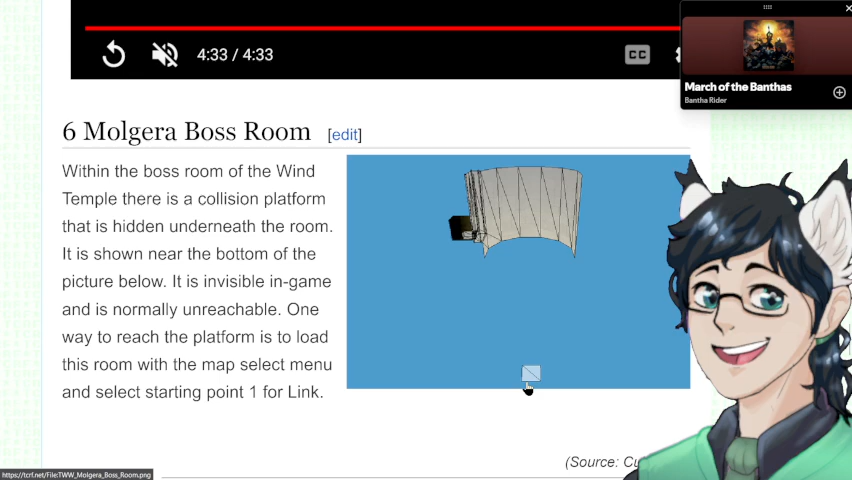 4:33 / 4:33
CC
March of the Banthas
Bantha Rider
6 Molgera Boss Room [edit]
Within the boss room of the Wind
Temple there is a collision platform
that is hidden underneath the room.
It is shown near the bottom of the
picture below. It is invisible in-game
and is normally unreachable. One
way to reach the platform is to load
this room with the map select menu
and select starting point 1 for Link.
(Source:
https://tcrf.net/File:TWW_Molgera_Boss_Room.png